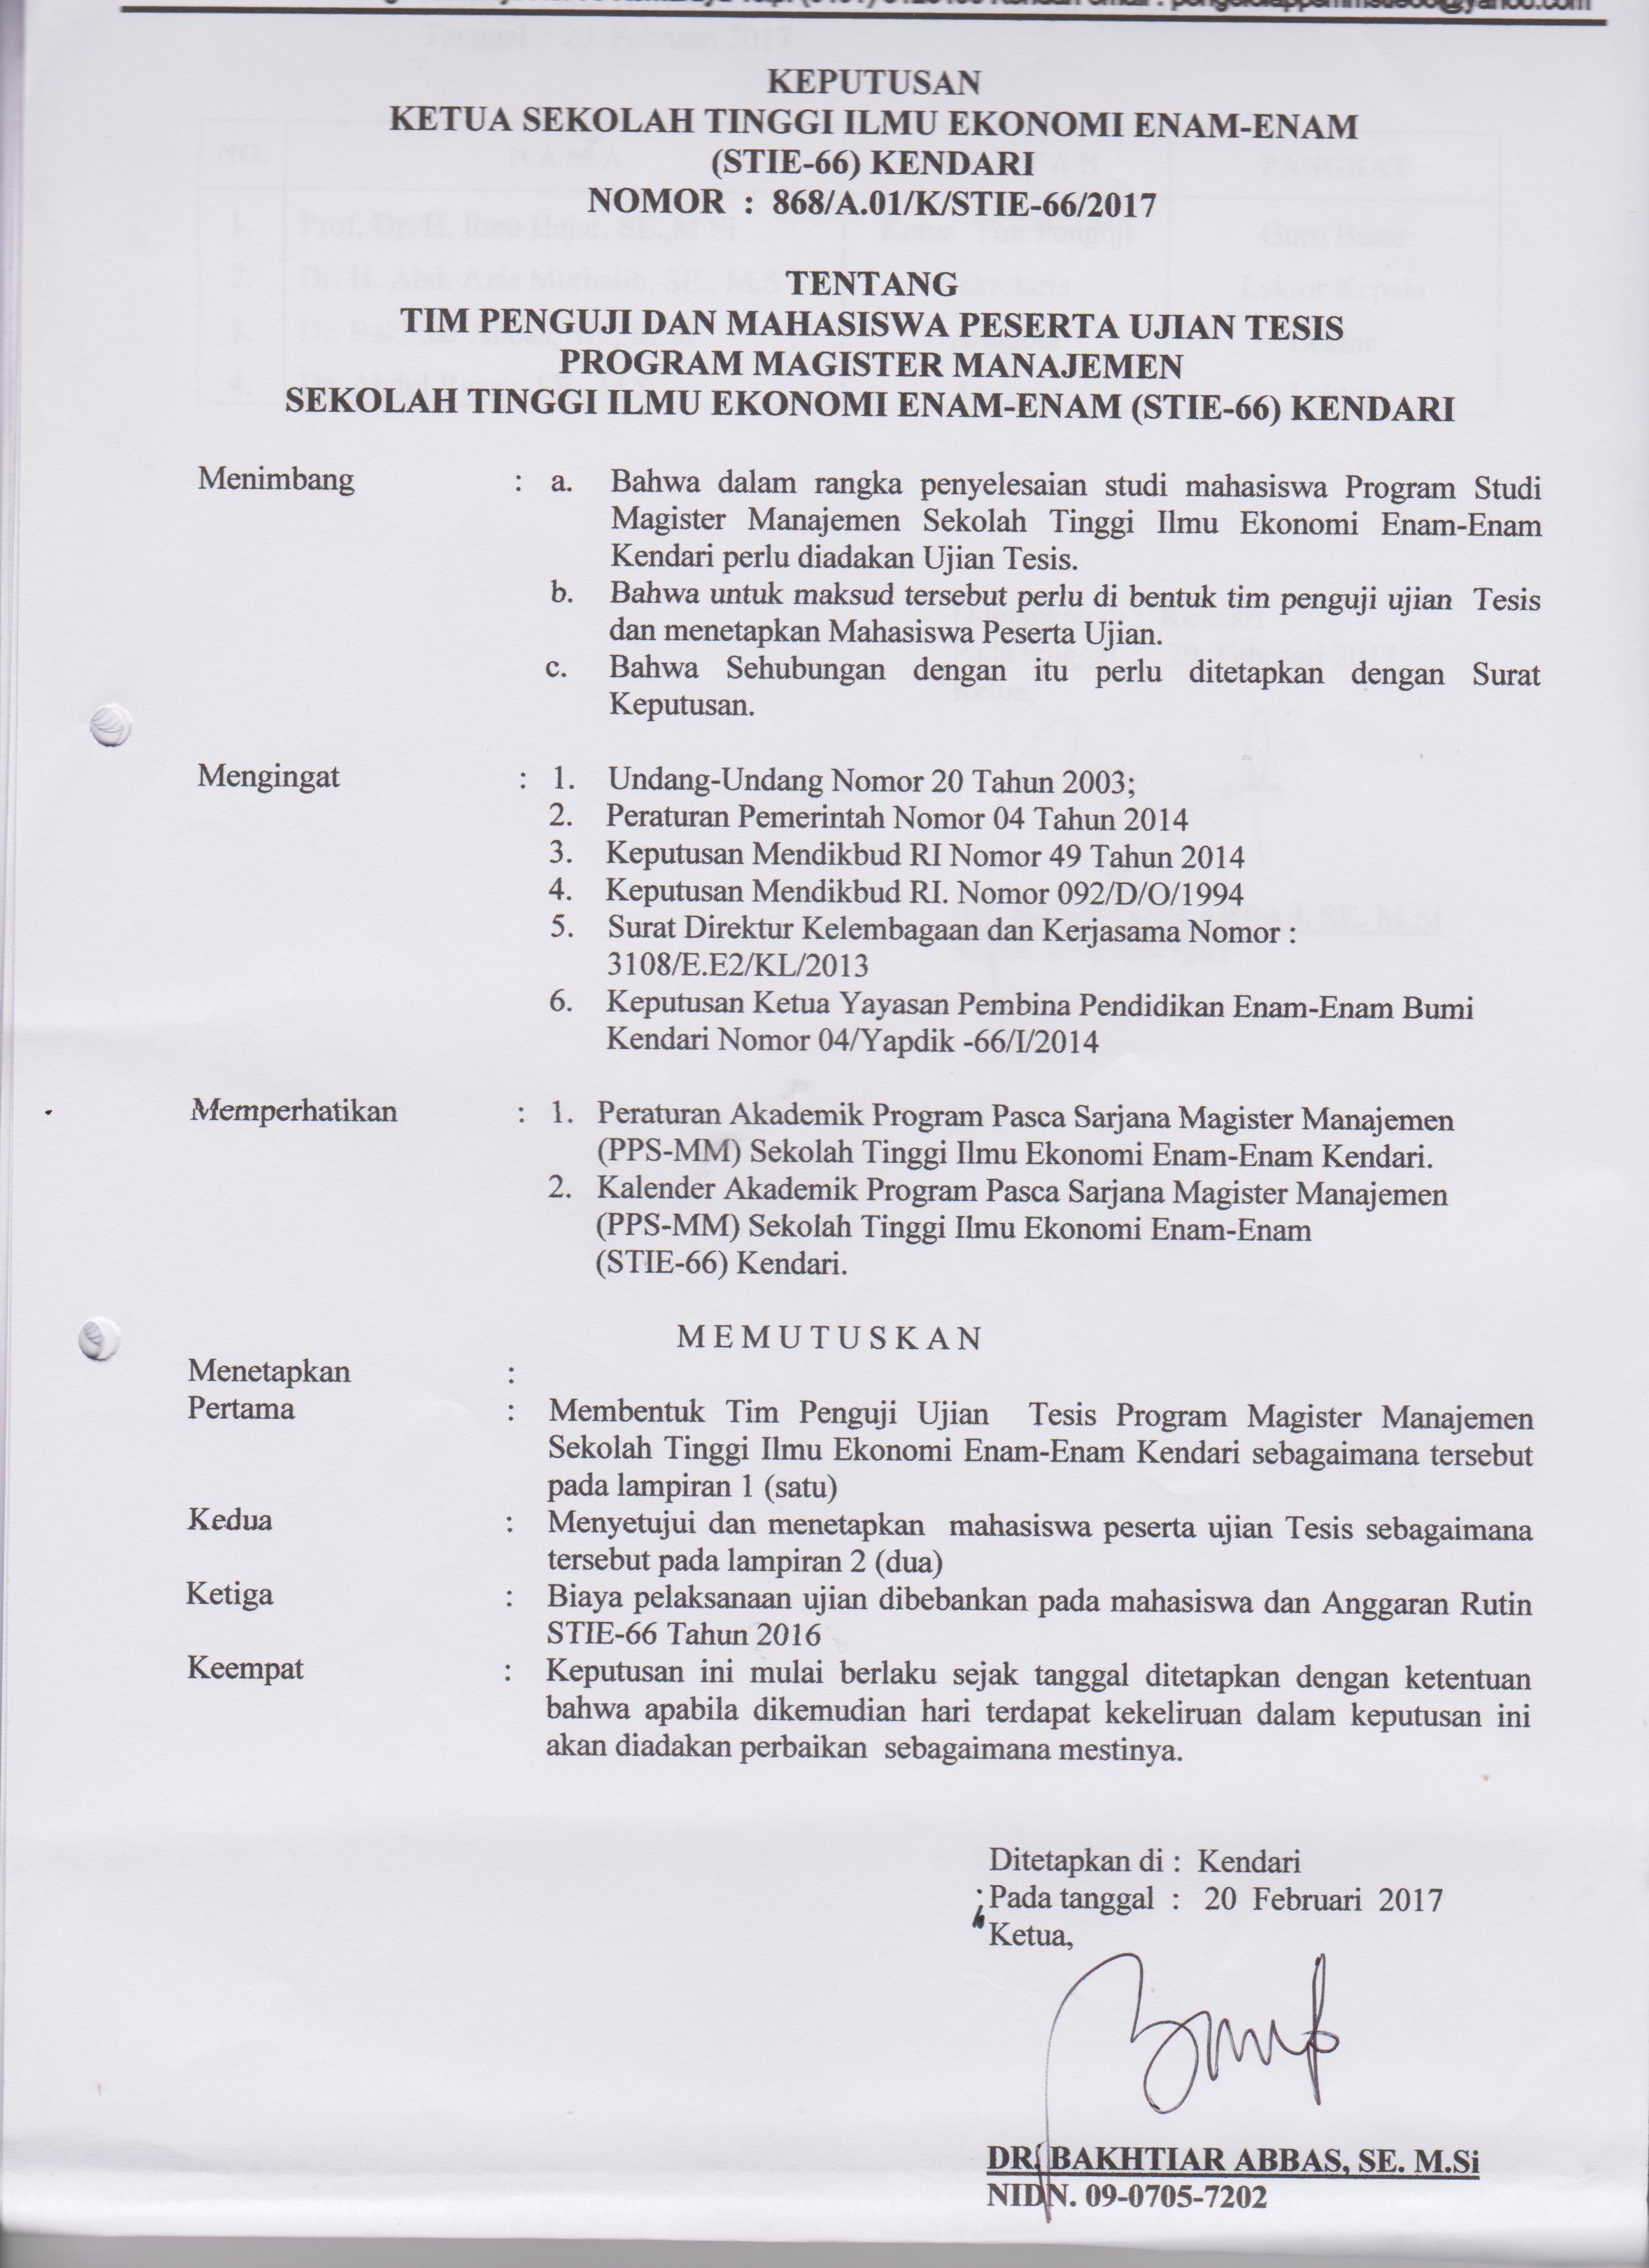 KEPUTUSAN
KETUA SEKOLAH TINGGI ILMU EKONOMI ENAM-ENAM
(STIE-66) KENDARI
NOMOR : 868/A.01/K/STIE-66/2017
TENTANG
TIM PENGUJI DAN MAHASISWA PESERTA UJIAN TESIS
PROGRAM MAGISTER MANAJEMEN
SEKOLAH TINGGI ILMU EKONOMI ENAM-ENAM (STIE-66) KENDARI
Menimbang : a. Bahwa dalam rangka penyelesaian studi mahasiswa Program Studi
Magister Manajemen Sekolah Tinggi Ilmu Ekonomi Enam-Enam
Kendari perlu diadakan Ujian Tesis.
b. Bahwa untuk maksud tersebut perlu di bentuk tim penguji ujian Tesis
dan menetapkan Mahasiswa Peserta Ujian.
c. Bahwa Sehubungan dengan itu perlu ditetapkan dengan Surat
Keputusan.
Mengingat : 1. Undang-Undang Nomor 20 Tahun 2003;
2. Peraturan Pemerintah Nomor 04 Tahun 2014
3. Keputusan Mendikbud RI Nomor 49 Tahun 2014
4. Keputusan Mendikbud RI. Nomor 092/D/O/1994
5. Surat Direktur Kelembagaan dan Kerjasama Nomor :
3108/E.E2/KL/2013
6. Keputusan Ketua Yayasan Pembina Pendidikan Enam-Enam Bumi
Kendari Nomor 04/Yapdik -66/I/2014
Memperhatikan : 1. Peraturan Akademik Program Pasca Sarjana Magister Manajemen
(PPS-MM) Sekolah Tinggi Ilmu Ekonomi Enam-Enam Kendari.
2. Kalender Akademik Program Pasca Sarjana Magister Manajemen
(PPS-MM) Sekolah Tinggi Ilmu Ekonomi Enam-Enam
(STIE-66) Kendari.
M E M U T U S K A N
Menetapkan :
Pertama : Membentuk Tim Penguji Ujian Tesis Program Magister Manajemen
Sekolah Tinggi Ilmu Ekonomi Enam-Enam Kendari sebagaimana tersebut
pada lampiran 1 (satu)
Kedua : Menyetujui dan menetapkan mahasiswa peserta ujian Tesis sebagaimana
tersebut pada lampiran 2 (dua)
Ketiga : Biaya pelaksanaan ujian dibebankan pada mahasiswa dan Anggaran Rutin
STIE-66 Tahun 2016
Keempat : Keputusan ini mulai berlaku sejak tanggal ditetapkan dengan ketentuan
bahwa apabila dikemudian hari terdapat kekeliruan dalam keputusan ini
akan diadakan perbaikan sebagaimana mestinya.
Ditetapkan di : Kendari
Pada tanggal : 20 Februari 2017
Ketua,
DR. BAKHTIAR ABBAS, SE. M.Si
NIDN. 09-0705-7202